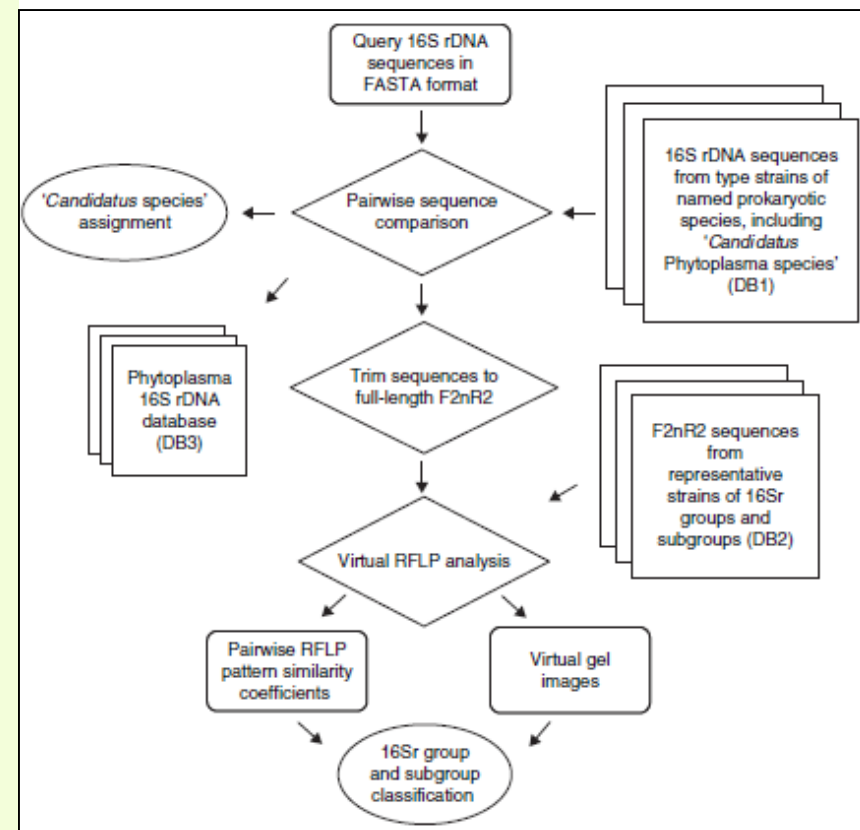 Query 16S rDNA
sequences in
FASTA format
16S rDNA sequences
from type strains of
named prokaryotic
species, including
'Candidatus
Phytoplasma species'
(DB1)
'Candidatus species'
assignment
Pairwise sequence
comparison
Phytoplasma
16S rDNA
database
(DB3)
Trim sequences to
full-length F2nR2
F2nR2 sequences
from
representative
strains of 16Sr
groups and
subgroups (DB2)
Virtual RFLP analysis
Pairwise RFLP
pattern similarity
coefficients
Virtual gel
images
16Sr group
and subgroup
classification